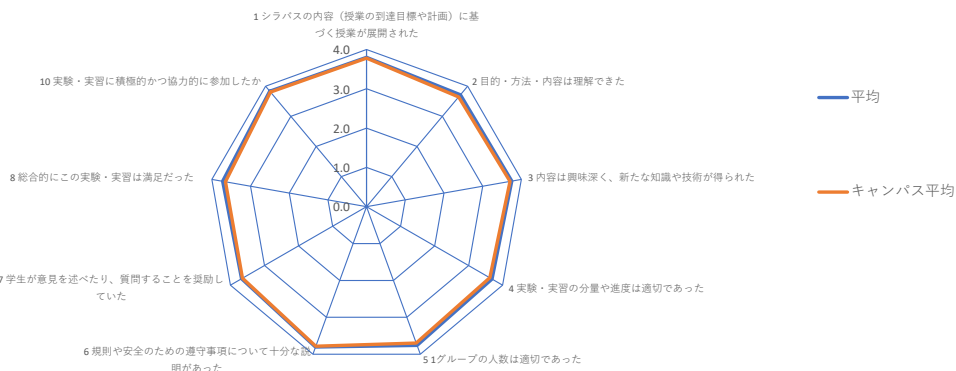 1 シラバスの内容（授業の到達目標や計画）に基
づく授業が展開された
4.0
10 実験・実習に積極的かつ協力的に参加したか
2 目的・方法・内容は理解できた
平均
3.0
2.0
1.0
8 総合的にこの実験・実習は満足だった
3 内容は興味深く、新たな知識や技術が得られた
キャンパス平均
0.0
7 学生が意見を述べたり、質問することを奨励し
ていた
4 実験・実習の分量や進度は適切であった
6 規則や安全のための遵守事項について十分な説
明があった
5 1グループの人数は適切であった